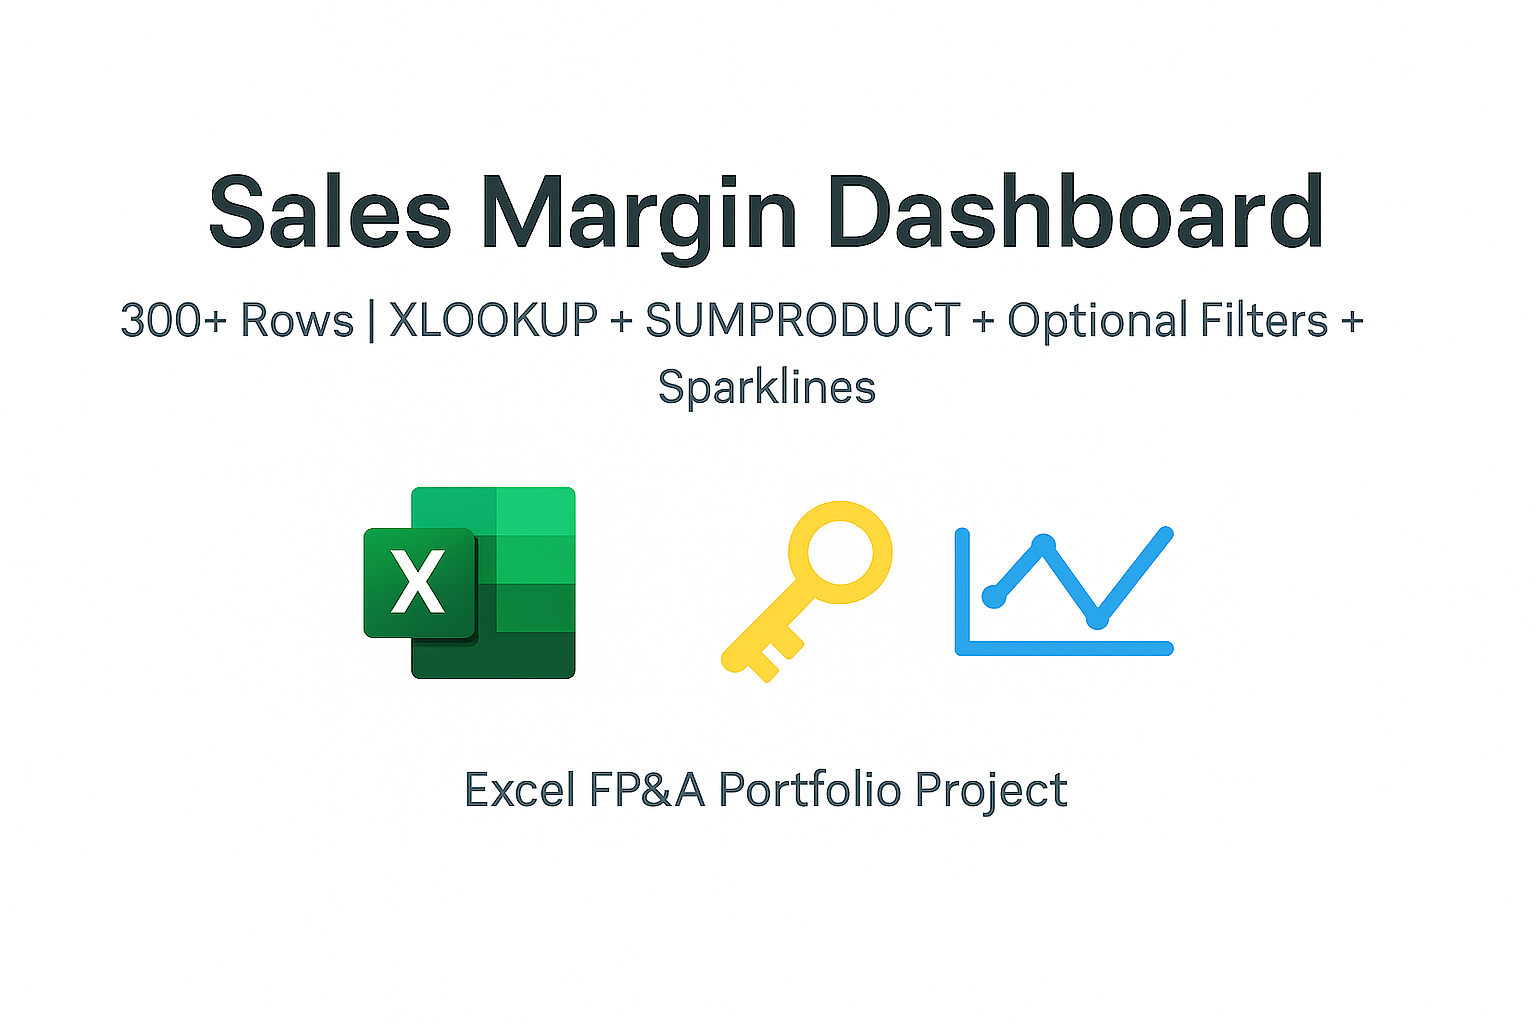 Sales Margin Dashboard
300+ Rows | XLOOKUP + SUMPRODUCT + Optional Filters +
Sparklines
X
Excel FP&A Portfolio Project